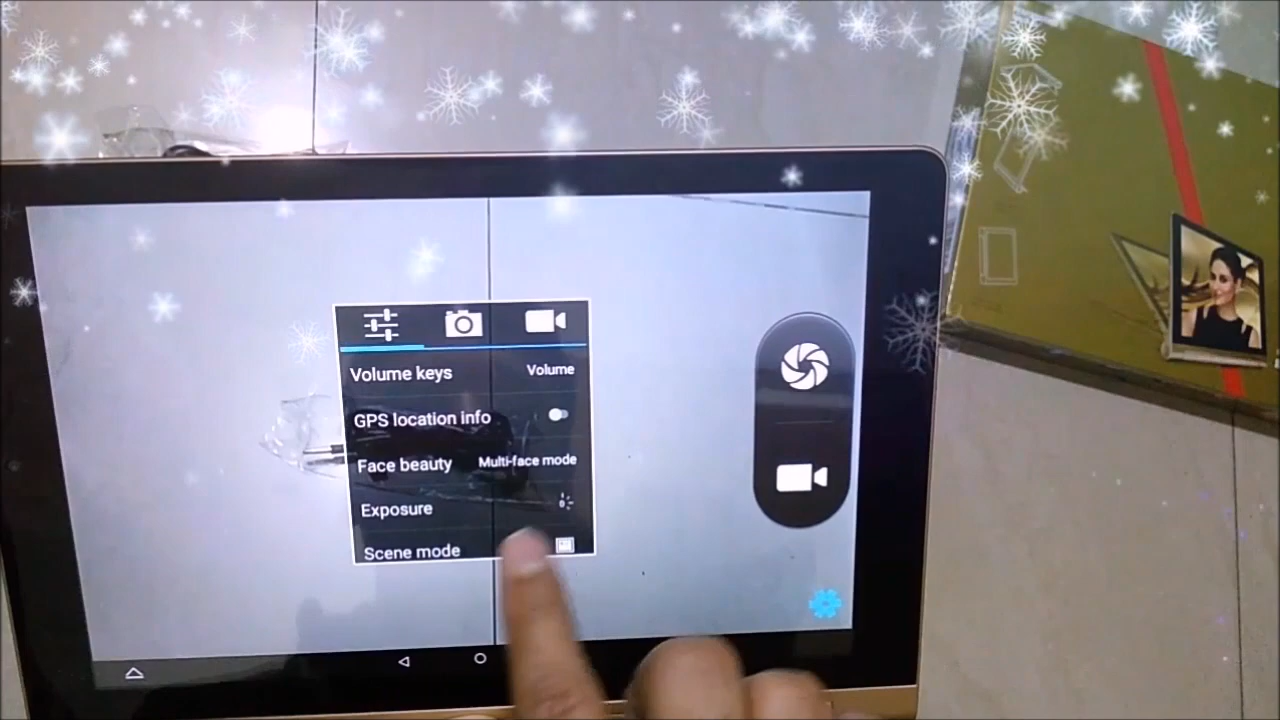 Volume keys Volume
GPS location info
Face beauty Multi-face mode
Exposure
Scene mode